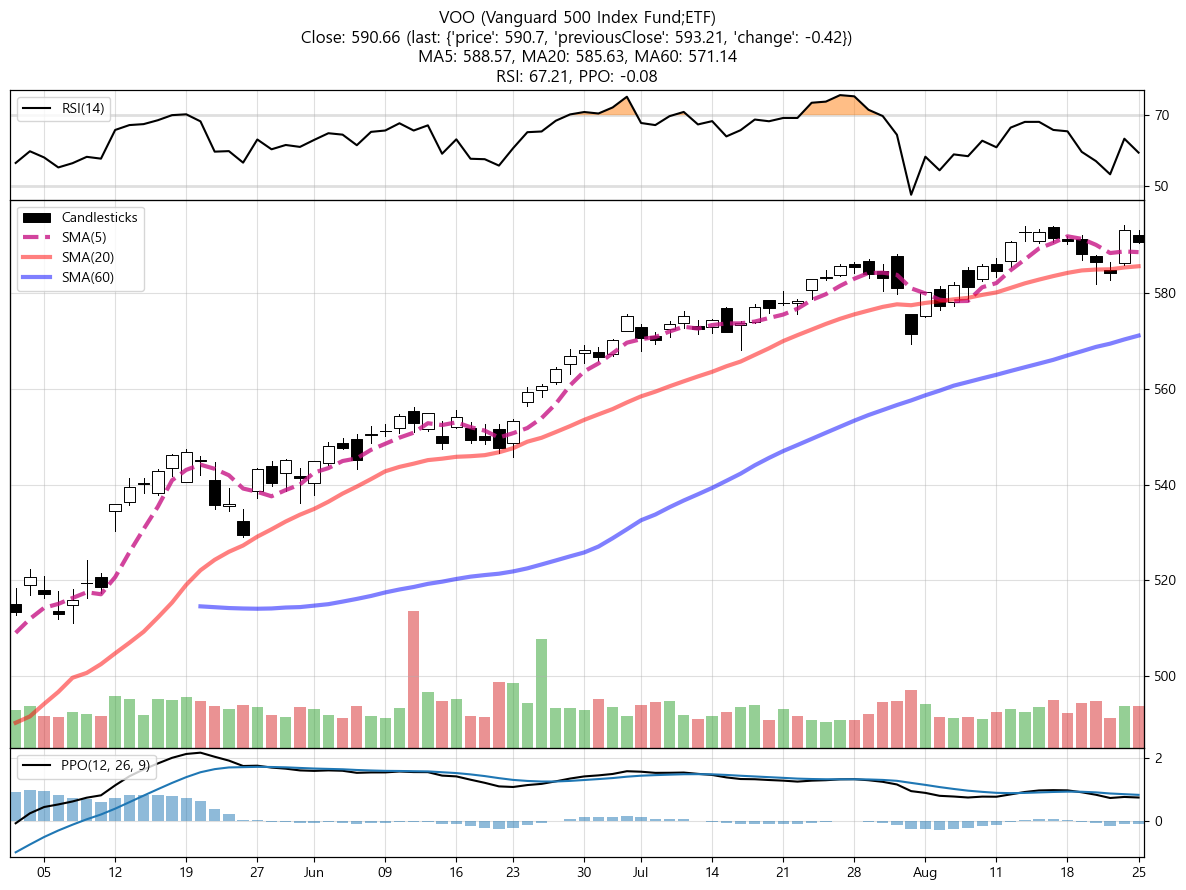 VOO (Vanguard 500 Index Fund;ETF)
Close: 590.66 (last: {'price': 590.7, 'previousClose': 593.21, 'change': -0.42})
MA5: 588.57, MA20: 585.63, MA60: 571.14
RSI: 67.21, PPO: -0.08
RSI(14)
70
50
Candlesticks
SMA(5)
SMA(20)
SMA(60)
580
560
540
520
500
PPO(12, 26, 9)
2
0
05 12 19 27 Jun 09 16 23 Jul 14 21 28 Aug 11 18 25